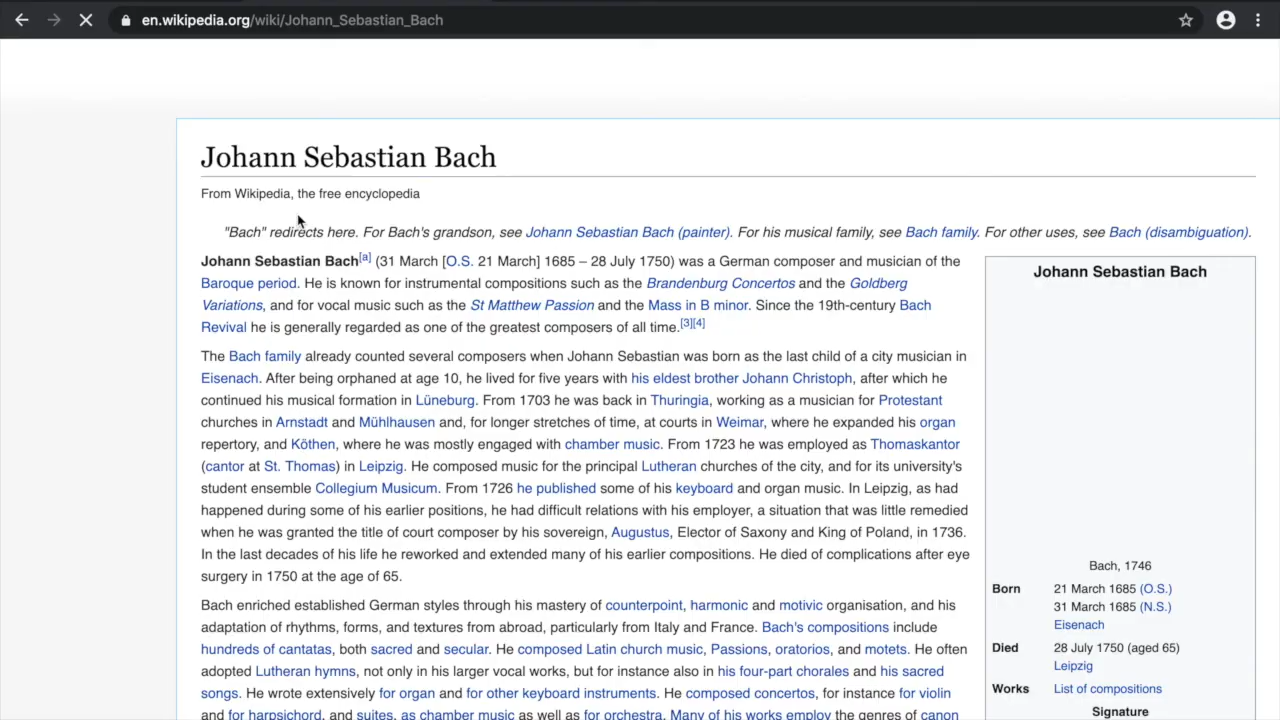 en.wikipedia.org/wiki/Johann_Sebastian_Bach
Johann Sebastian Bach
From Wikipedia, the free encyclopedia
"Bach" redirects here. For Bach's grandson, see Johann Sebastian Bach (painter). For his musical family, see Bach family. For other uses, see Bach (disambiguation).
Johann Sebastian Bach[a] (31 March [O.S. 21 March] 1685 – 28 July 1750) was a German composer and musician of the
Baroque period. He is known for instrumental compositions such as the Brandenburg Concertos and the Goldberg
Variations, and for vocal music such as the St Matthew Passion and the Mass in B minor. Since the 19th-century Bach
Revival he is generally regarded as one of the greatest composers of all time.[3][4]
The Bach family already counted several composers when Johann Sebastian was born as the last child of a city musician in
Eisenach. After being orphaned at age 10, he lived for five years with his eldest brother Johann Christoph, after which he
continued his musical formation in Lüneburg. From 1703 he was back in Thuringia, working as a musician for Protestant
churches in Arnstadt and Mühlhausen and, for longer stretches of time, at courts in Weimar, where he expanded his organ
repertory, and Köthen, where he was mostly engaged with chamber music. From 1723 he was employed as Thomaskantor
(cantor at St. Thomas) in Leipzig. He composed music for the principal Lutheran churches of the city, and for its university's
student ensemble Collegium Musicum. From 1726 he published some of his keyboard and organ music. In Leipzig, as had
happened during some of his earlier positions, he had difficult relations with his employer, a situation that was little remedied
when he was granted the title of court composer by his sovereign, Augustus, Elector of Saxony and King of Poland, in 1736.
In the last decades of his life he reworked and extended many of his earlier compositions. He died of complications after eye
surgery in 1750 at the age of 65.
Bach enriched established German styles through his mastery of counterpoint, harmonic and motivic organisation, and his
adaptation of rhythms, forms, and textures from abroad, particularly from Italy and France. Bach's compositions include
hundreds of cantatas, both sacred and secular. He composed Latin church music, Passions, oratorios, and motets. He often
adopted Lutheran hymns, not only in his larger vocal works, but for instance also in his four-part chorales and his sacred
songs. He wrote extensively for organ and for other keyboard instruments. He composed concertos, for instance for violin
and for harpsichord, and suites, as chamber music as well as for orchestra. Many of his works employ the genres of canon
Johann Sebastian Bach
Bach, 1746
Born 21 March 1685 (O.S.)
31 March 1685 (N.S.)
Eisenach
Died 28 July 1750 (aged 65)
Leipzig
Works List of compositions
Signature